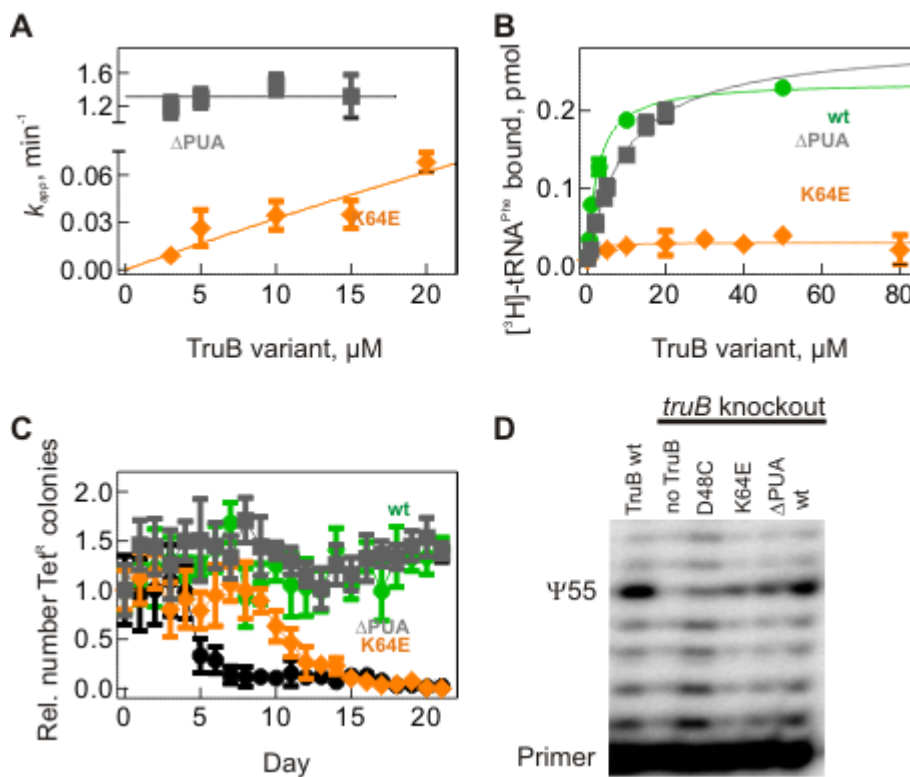 A
1.6
1.2
ΔPUA
0.06
0.03
0.00
K64E
kapp, min-1
0 5 10 15 20
TruB variant, µM
B
0.2
0.1
0.0
wt
ΔPUA
K64E
[3H]-tRNAPhe bound, pmol
0 20 40 60 80
TruB variant, µM
C
2.0
1.5
1.0
0.5
0.0
wt
ΔPUA
K64E
Rel. number TetR colonies
0 5 10 15 20
Day
D
truB knockout
TruB wt
no TruB
D48C
K64E
ΔPUA
wt
Ψ55
Primer